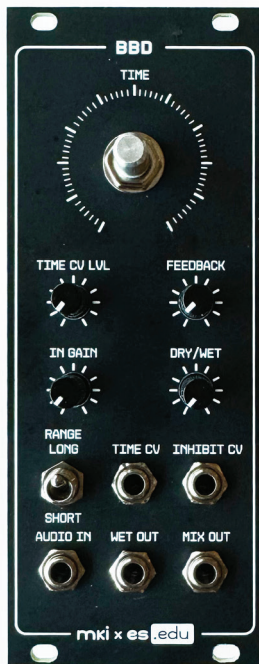 BBD
TIME
TIME CV LVL FEEDBACK
IN GAIN DRY/WET
RANGE
LONG TIME CV INHIBIT CV
SHORT
AUDIO IN WET OUT MIX OUT
mki x es.edu